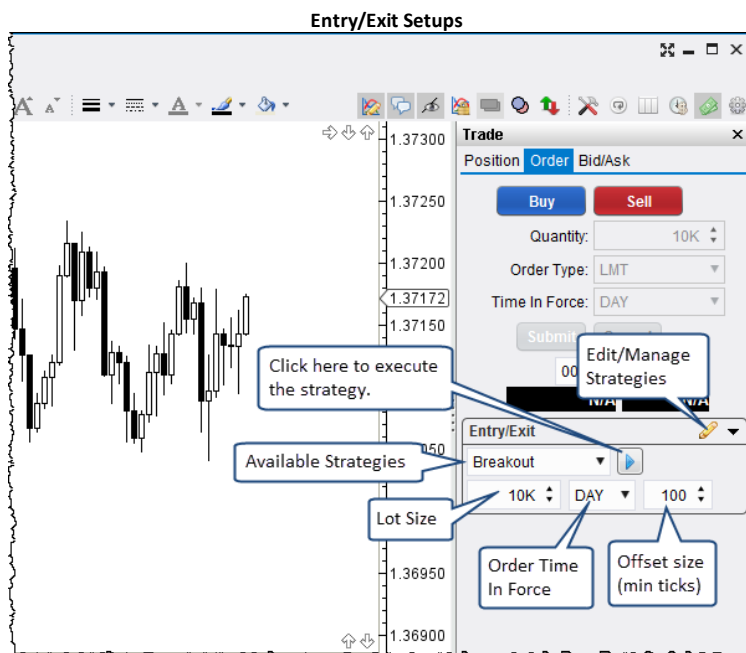 Entry/Exit Setups
A A A
1.37300
Trade
Position Order Bid/Ask
1.37250
Buy Sell
Quantity: 10K
1.37200
Order Type: LMT
1.37172
Time In Force: DAY
1.37150
Submit
Click here to execute
the strategy.
Edit/Manage
Strategies
00
N/A N/A
Entry/Exit
050
Available Strategies
Breakout
Lot Size
10K DAY 100
Order Time
In Force
Offset size
(min ticks)
1.36950
1.36900